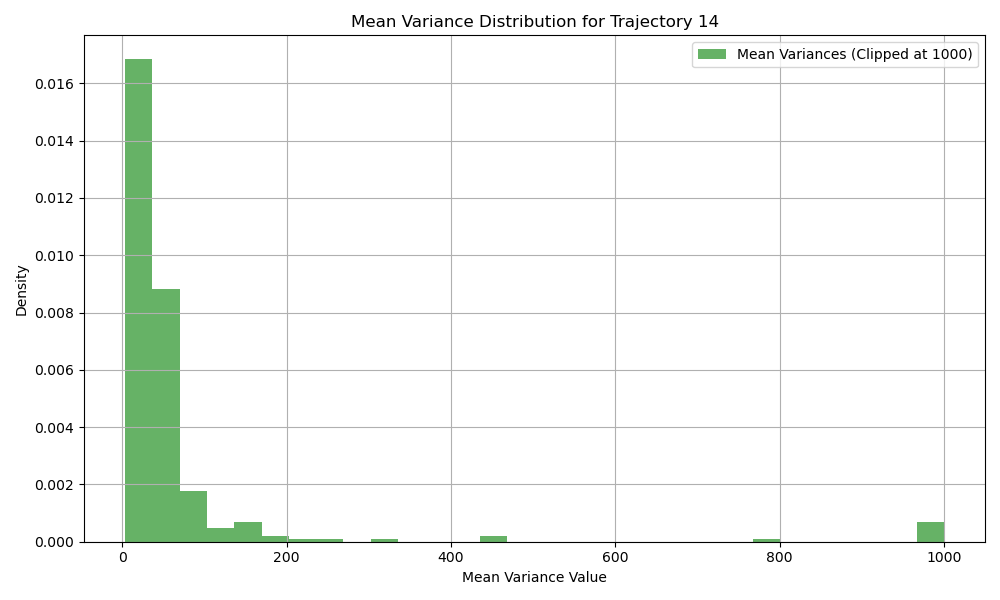 Mean Variance Distribution for Trajectory 14
Mean Variances (Clipped at 1000)
0.016
0.014
0.012
0.010
0.008
0.006
0.004
0.002
0.000
Density
0 200 400 600 800 1000
Mean Variance Value